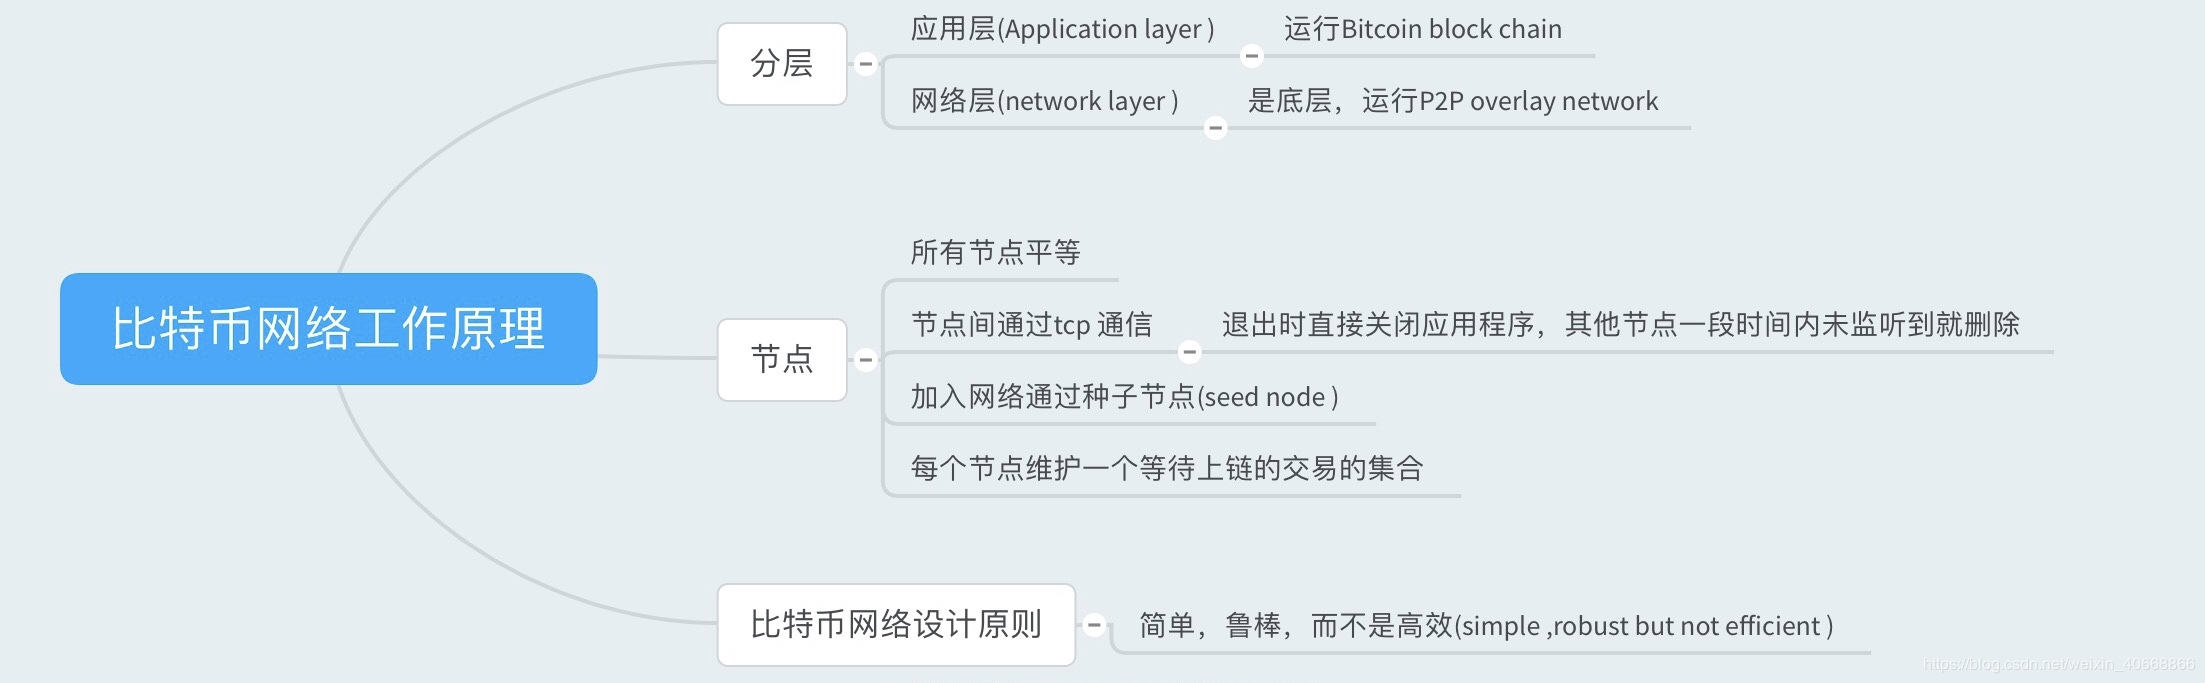 分层
应用层(Application layer )
运行Bitcoin block chain
网络层(network layer )
是底层，运行P2P overlay network
比特币网络工作原理
节点
所有节点平等
节点间通过tcp 通信
退出时直接关闭应用程序，其他节点一段时间内未监听到就删除
加入网络通过种子节点(seed node )
每个节点维护一个等待上链的交易的集合
比特币网络设计原则
简单，鲁棒，而不是高效(simple ,robust but not efficient )
https://blog.csdn.net/weixin_40668866